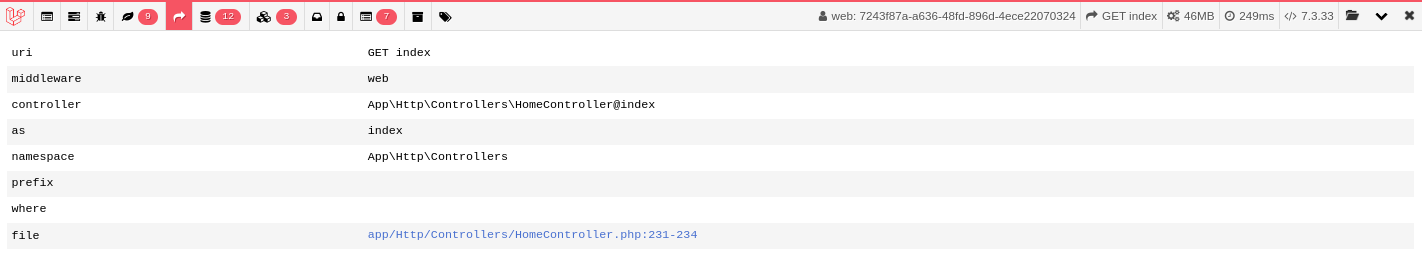 9 12 3 7 web: 7243f87a-a636-48fd-896d-4ece22070324 GET index 46MB 249ms 7.3.33
uri GET index
middleware web
controller App\Http\Controllers\HomeController@index
as index
namespace App\Http\Controllers
prefix
where
file app/Http/Controllers/HomeController.php:231-234